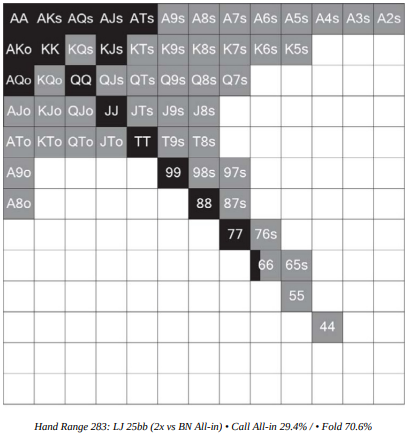 AA AKs AQs AJs ATs A9s A8s A7s A6s A5s A4s A3s A2s
AKo KK KQs KJs KTs K9s K8s K7s K6s K5s
AQo KQo QQ QJs QTs Q9s Q8s Q7s
AJo KJo QJo JJ JTs J9s J8s
ATo KTo QTo JTo TT T9s T8s
A9o 99 98s 97s
A8o 88 87s
77 76s
66 65s
55
44
Hand Range 283: LJ 25bb (2x vs BN All-in) • Call All-in 29.4% / • Fold 70.6%